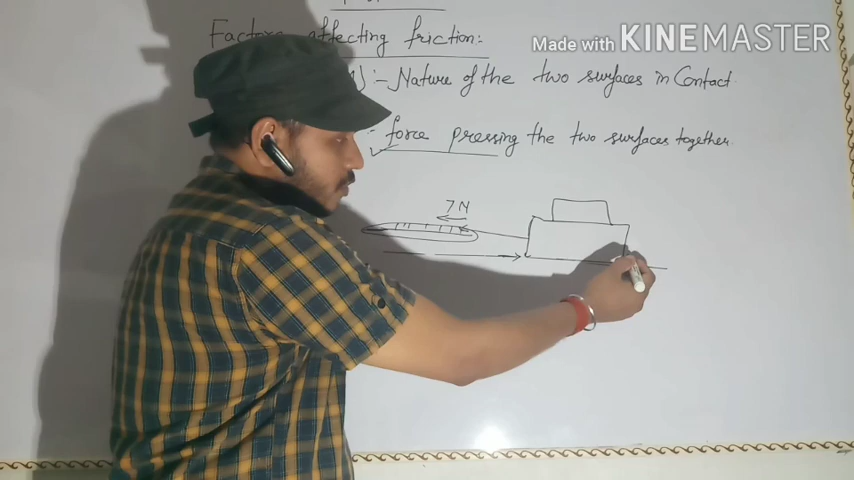 Made with KINEMASTER
Factors affecting friction:
:- Nature of the two surfaces in Contact
:- force pressing the two surfaces together
7N